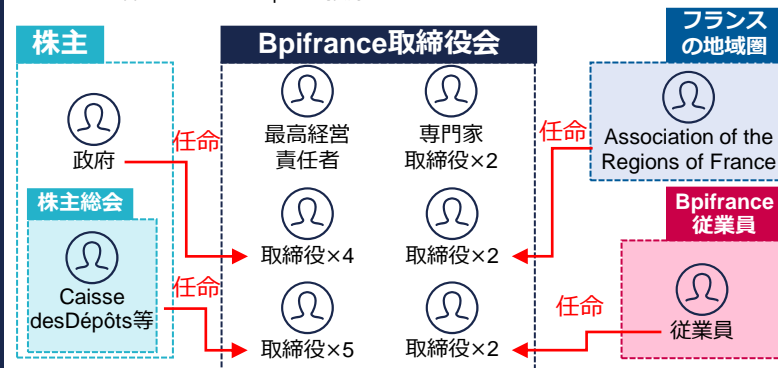 株主
Bpifrance取締役会
フランス
の地域圏
政府
任命
最高経営
責任者
専門家
取締役×2
任命
Association of the
Regions of France
株主総会
Caisse
desDépôts等
任命
取締役×4
取締役×2
Bpifrance
従業員
取締役×5
取締役×2
任命
従業員